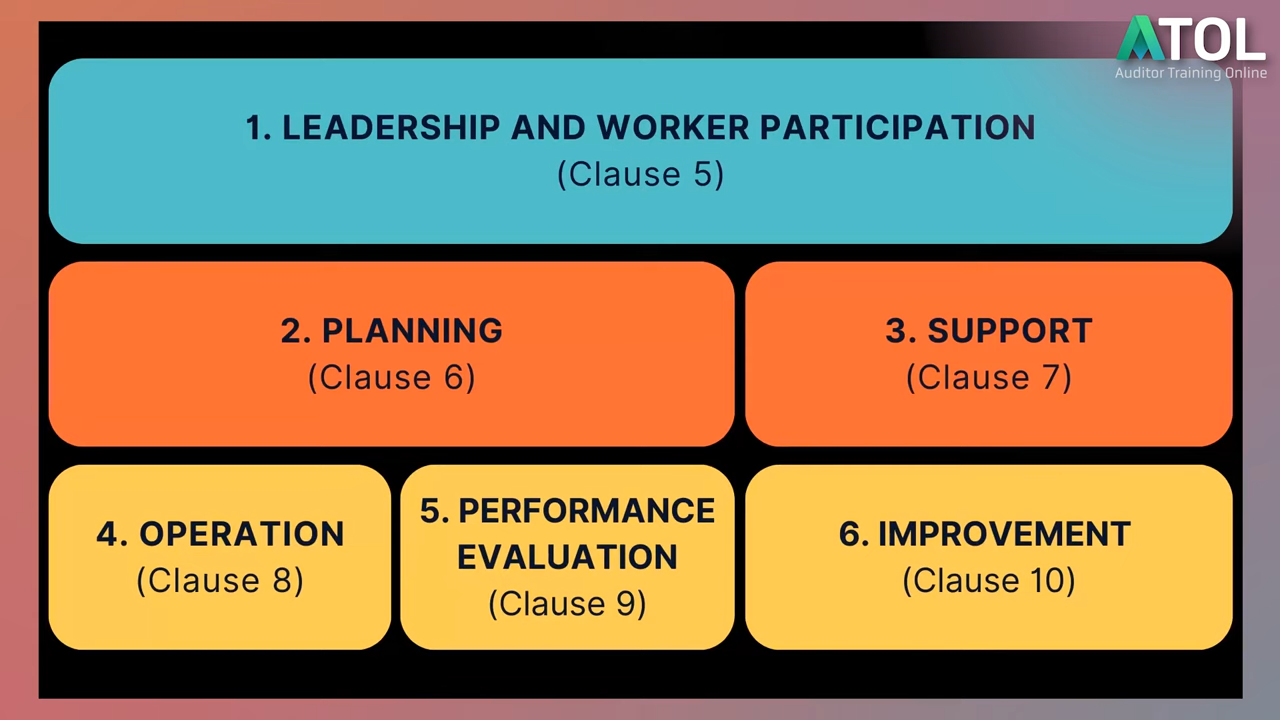 ATOL
Auditor Training Online
1. LEADERSHIP AND WORKER PARTICIPATION
(Clause 5)
2. PLANNING
(Clause 6)
3. SUPPORT
(Clause 7)
4. OPERATION
(Clause 8)
5. PERFORMANCE
EVALUATION
(Clause 9)
6. IMPROVEMENT
(Clause 10)